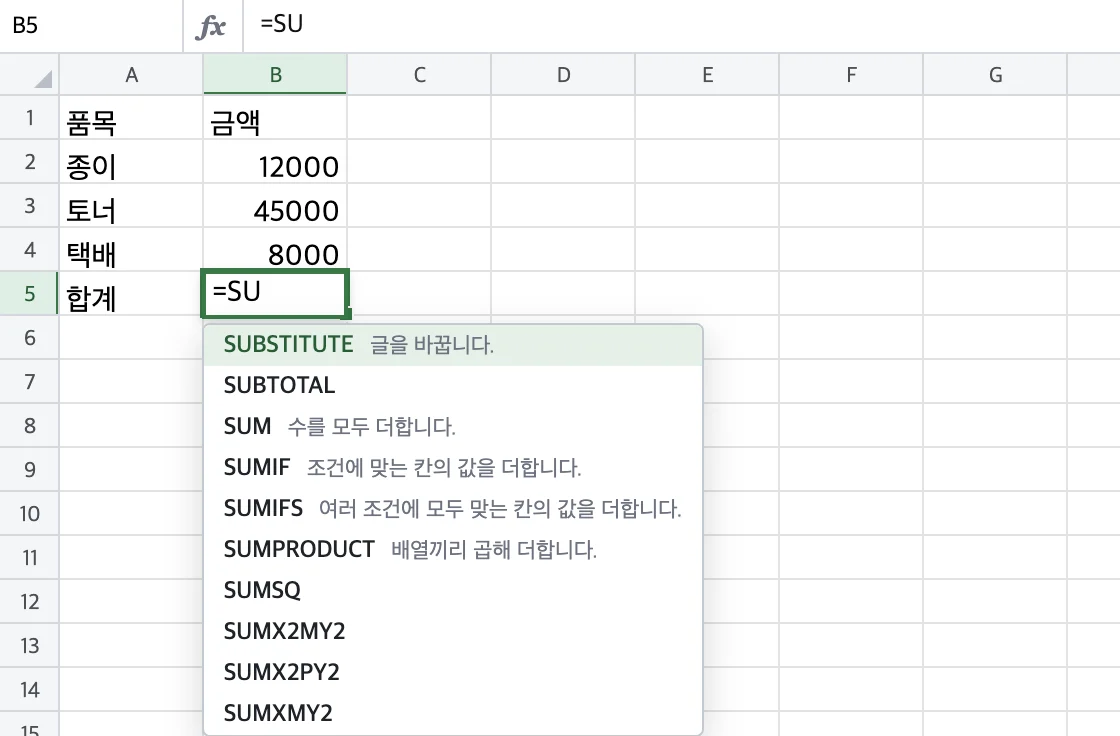 B5 fx =SU
A B C D E F G
1 품목 금액
2 종이 12000
3 토너 45000
4 택배 8000
5 합계 =SU
6 SUBSTITUTE 글을 바꿉니다.
7 SUBTOTAL
8 SUM 수를 모두 더합니다.
9 SUMIF 조건에 맞는 칸의 값을 더합니다.
10 SUMIFS 여러 조건에 모두 맞는 칸의 값을 더합니다.
11 SUMPRODUCT 배열끼리 곱해 더합니다.
12 SUMSQ
13 SUMX2MY2
14 SUMX2PY2
15 SUMXMY2